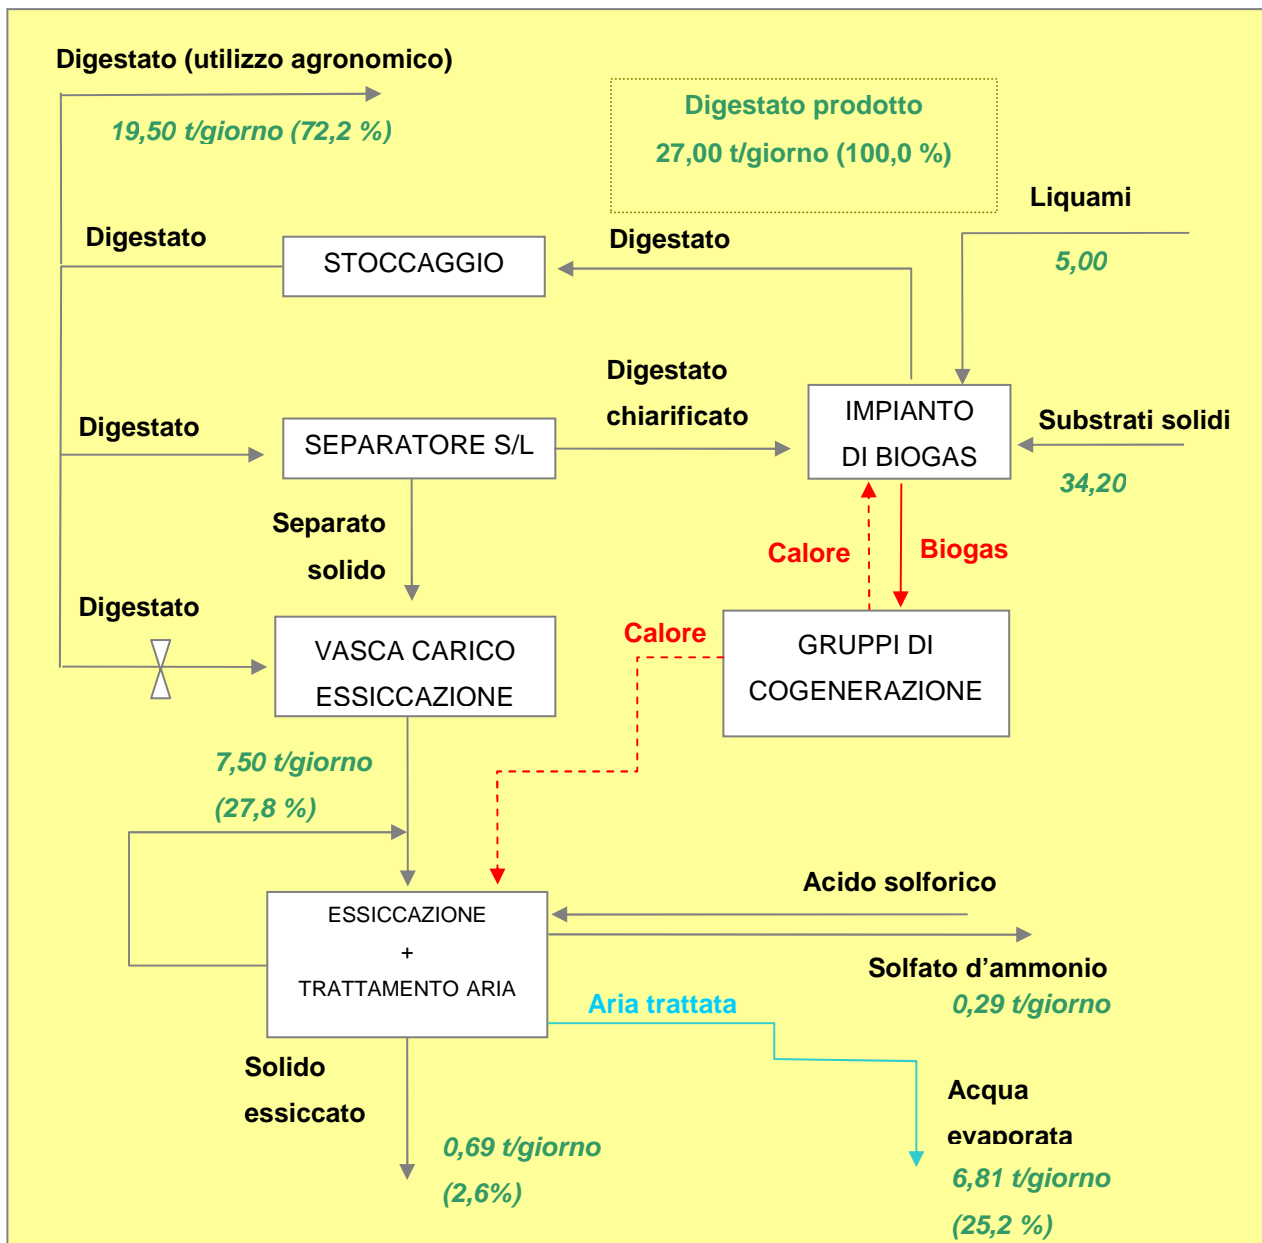 Digestato (utilizzo agronomico)
19,50 t/giorno (72,2 %)
Digestato prodotto
27,00 t/giorno (100,0 %)
Liquami
5,00
Digestato
STOCCAGGIO
Digestato
Digestato
chiarificato
IMPIANTO
DI BIOGAS
Substrati solidi
34,20
Digestato
SEPARATORE S/L
Separato
solido
Calore
Biogas
Digestato
VASCA CARICO
ESSICCAZIONE
Calore
GRUPPI DI
COGENERAZIONE
7,50 t/giorno
(27,8 %)
ESSICCAZIONE
+
TRATTAMENTO ARIA
Acido solforico
Solfato d’ammonio
0,29 t/giorno
Aria trattata
Solido
essiccato
0,69 t/giorno
(2,6%)
Acqua
evaporata
6,81 t/giorno
(25,2 %)